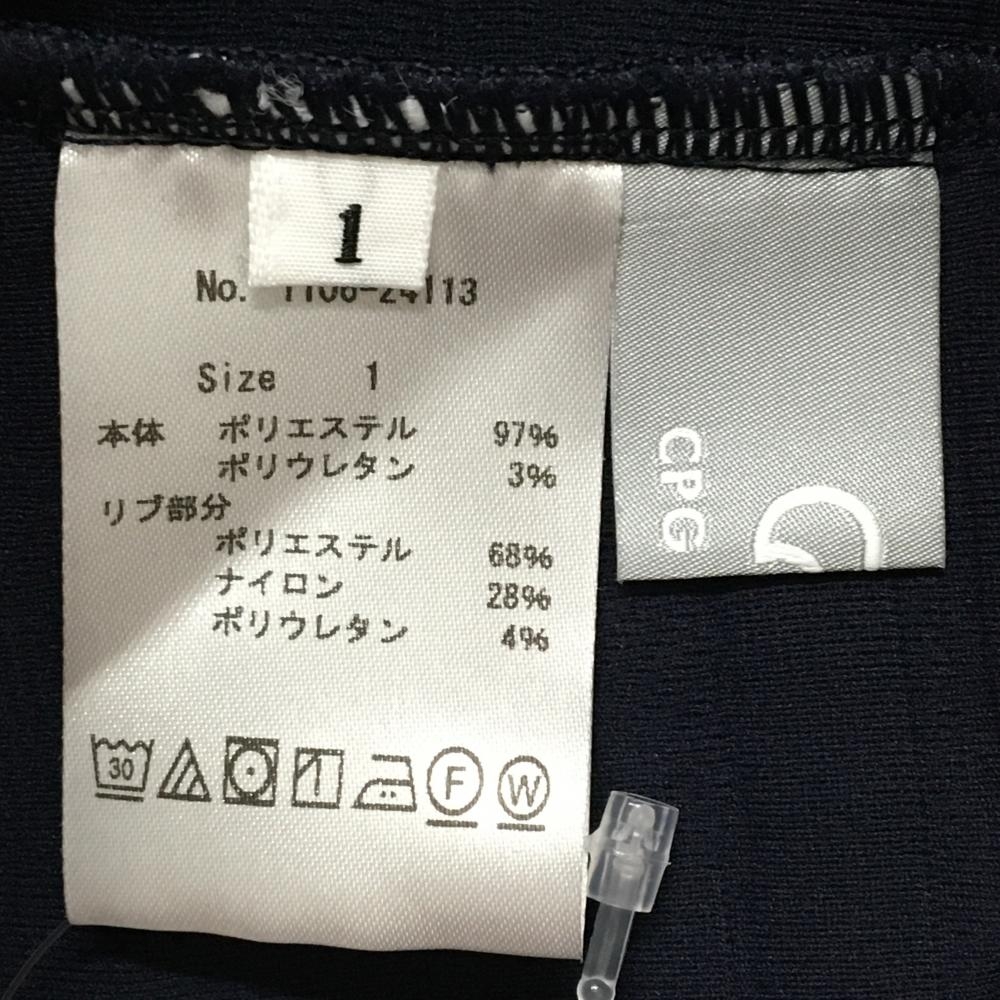 1
No. 1106-24113
Size 1
本体 ポリエステル 97%
ポリウレタン 3%
リブ部分
ポリエステル 68%
ナイロン 28%
ポリウレタン 4%
30
F
W
CPG